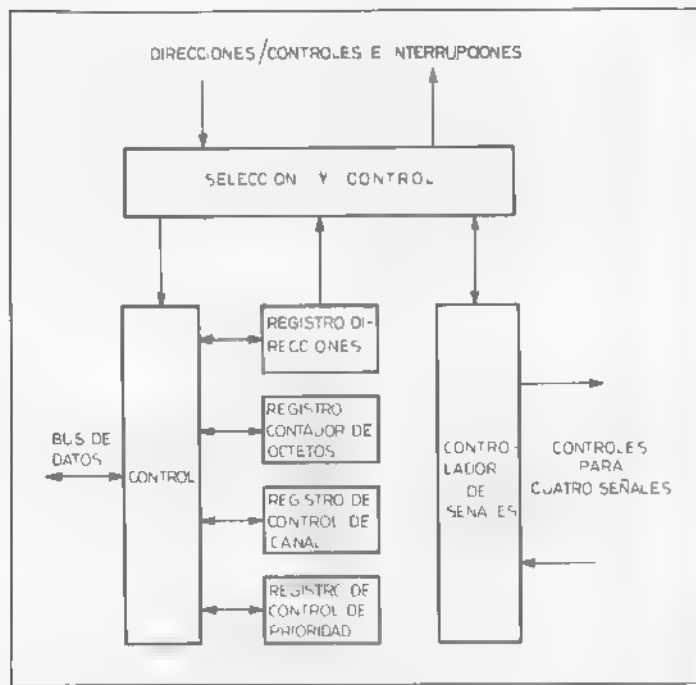 DIRECCIONES/CONTROLES E INTERRUPCIONES
SELECCION Y CONTROL
REGISTRO DI-
RECCIONES
REGISTRO
CONTADOR DE
OCTETOS
REGISTRO DE
CONTROL DE
CANAL
REGISTRO DE
CONTROL DE
PRIORIDAD
BUS DE
DATOS
CONTROL
CONTRO-
LADOR
DE
SEÑALES
CONTROLES
PARA
CUATRO SEÑALES